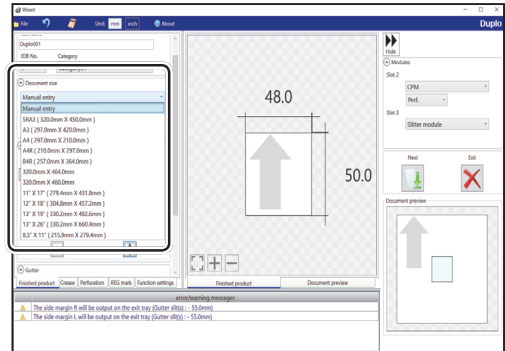 Wizard
File
Unit mm inch
About
Duplo
Duplo001
JOB No. Category
Document size
Manual entry
Manual entry
SRA3 ( 320.0mm X 450.0mm )
A3 ( 297.0mm X 420.0mm )
A4 ( 297.0mm X 210.0mm )
A4R ( 210.0mm X 297.0mm )
B4R ( 257.0mm X 364.0mm )
320.0mm X 464.0mm
320.0mm X 460.0mm
11" X 17" ( 279.4mm X 431.8mm )
12" X 18" ( 304.8mm X 457.2mm )
13" X 19" ( 330.2mm X 482.6mm )
13" X 26" ( 330.2mm X 660.4mm )
8.5" X 11" ( 215.9mm X 279.4mm )
Gutter
Finished product Crease Perforation REG mark Function settings
48.0
50.0
Finished product Document preview
Hide
Modules
Slot 2
CPM
Perf.
Slot 3
Slitter module
Next Exit
Document preview
error/warning messages
The side margin R will be output on the exit tray (Gutter slit(s) : - 55.0mm)
The side margin L will be output on the exit tray (Gutter slit(s) : - 55.0mm)